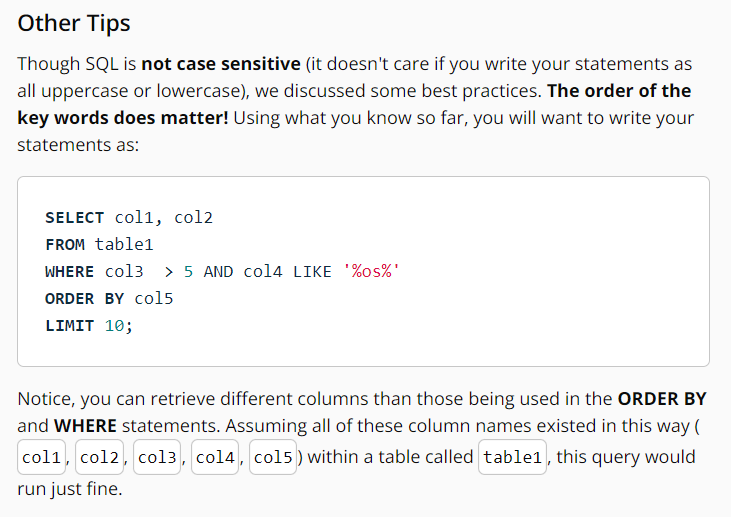 Other Tips
Though SQL is not case sensitive (it doesn't care if you write your statements as
all uppercase or lowercase), we discussed some best practices. The order of the
key words does matter! Using what you know so far, you will want to write your
statements as:
SELECT col1, col2
FROM table1
WHERE col3  > 5 AND col4 LIKE '%os%'
ORDER BY col5
LIMIT 10;
Notice, you can retrieve different columns than those being used in the ORDER BY
and WHERE statements. Assuming all of these column names existed in this way (
col1, col2, col3, col4, col5) within a table called table1, this query would
run just fine.